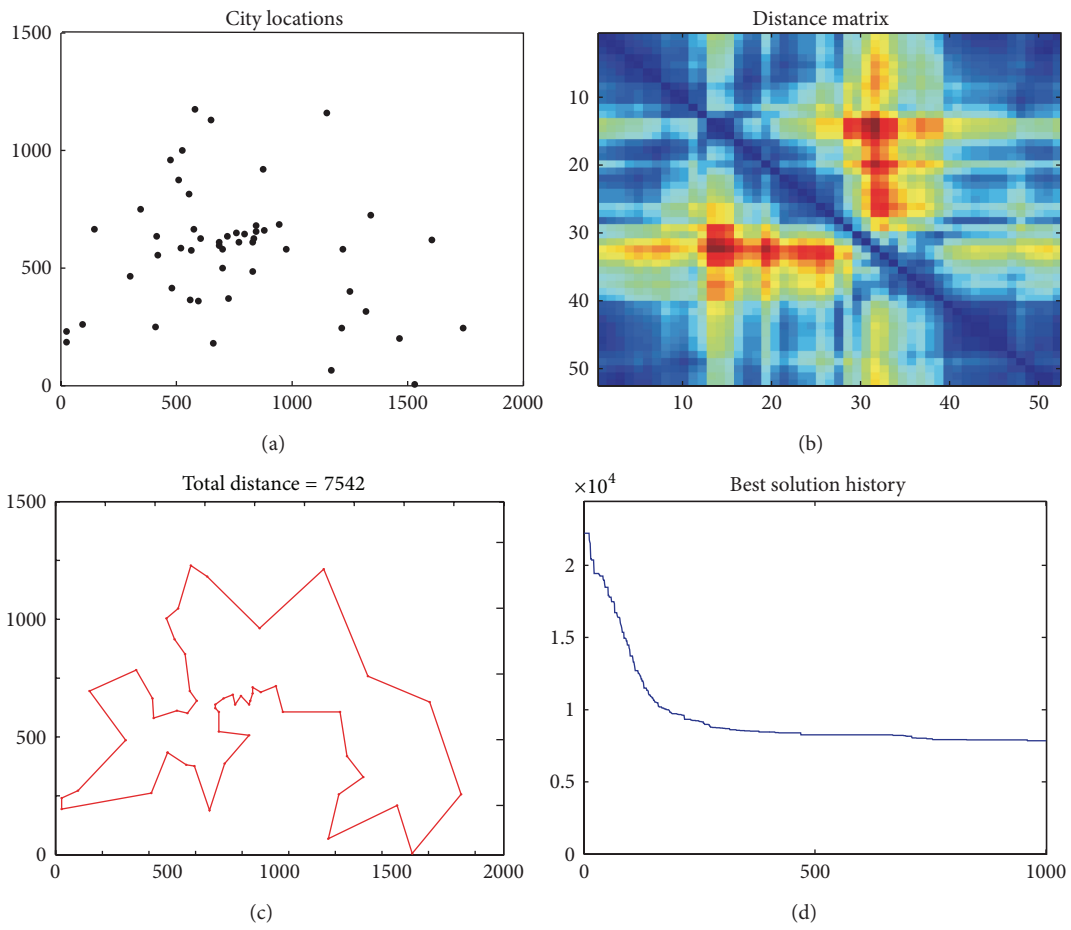 City locations
1500
1000
500
0
0 500 1000 1500 2000
(a)
Distance matrix
10
20
30
40
50
10 20 30 40 50
(b)
Total distance = 7542
1500
1000
500
0
0 500 1000 1500 2000
(c)
Best solution history
×10⁴
2
1.5
1
0.5
0
0 500 1000
(d)